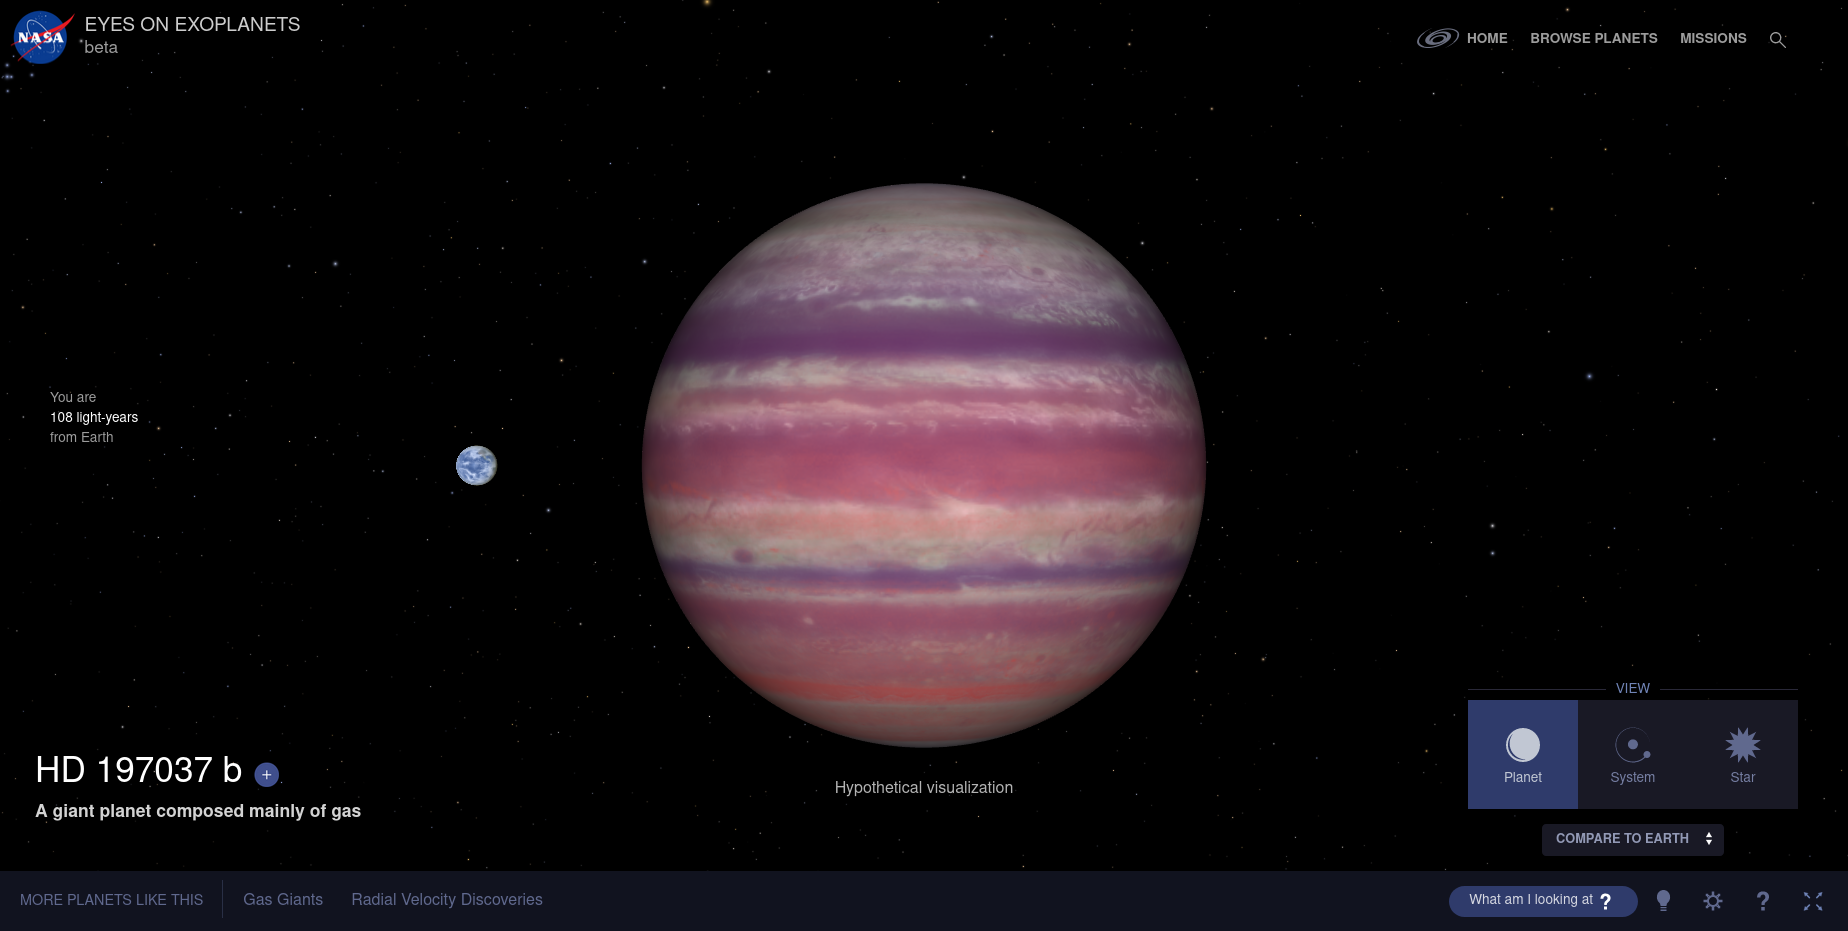 NASA
EYES ON EXOPLANETS
beta
HOME
BROWSE PLANETS
MISSIONS
You are
108 light-years
from Earth
HD 197037 b +
A giant planet composed mainly of gas
Hypothetical visualization
VIEW
Planet
System
Star
COMPARE TO EARTH
MORE PLANETS LIKE THIS
Gas Giants
Radial Velocity Discoveries
What am I looking at ?
?